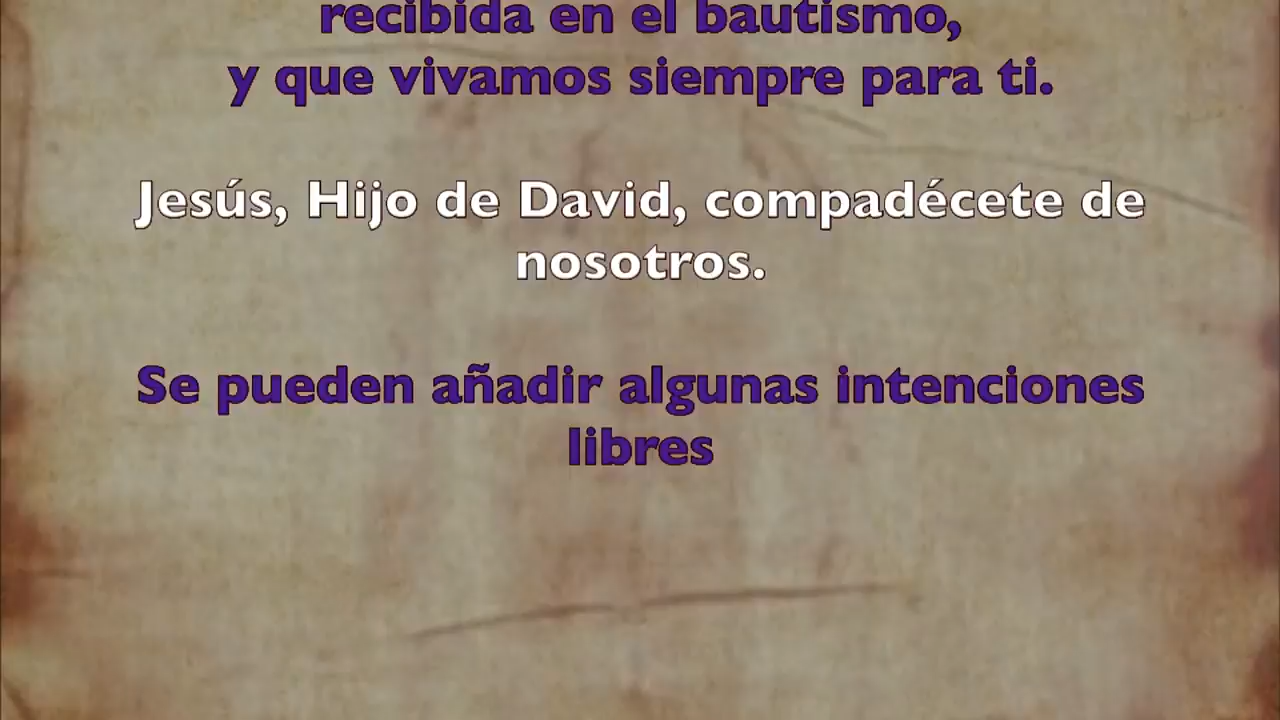 recibida en el bautismo,
y que vivamos siempre para ti.
Jesús, Hijo de David, compadécete de
nosotros.
Se pueden añadir algunas intenciones
libres